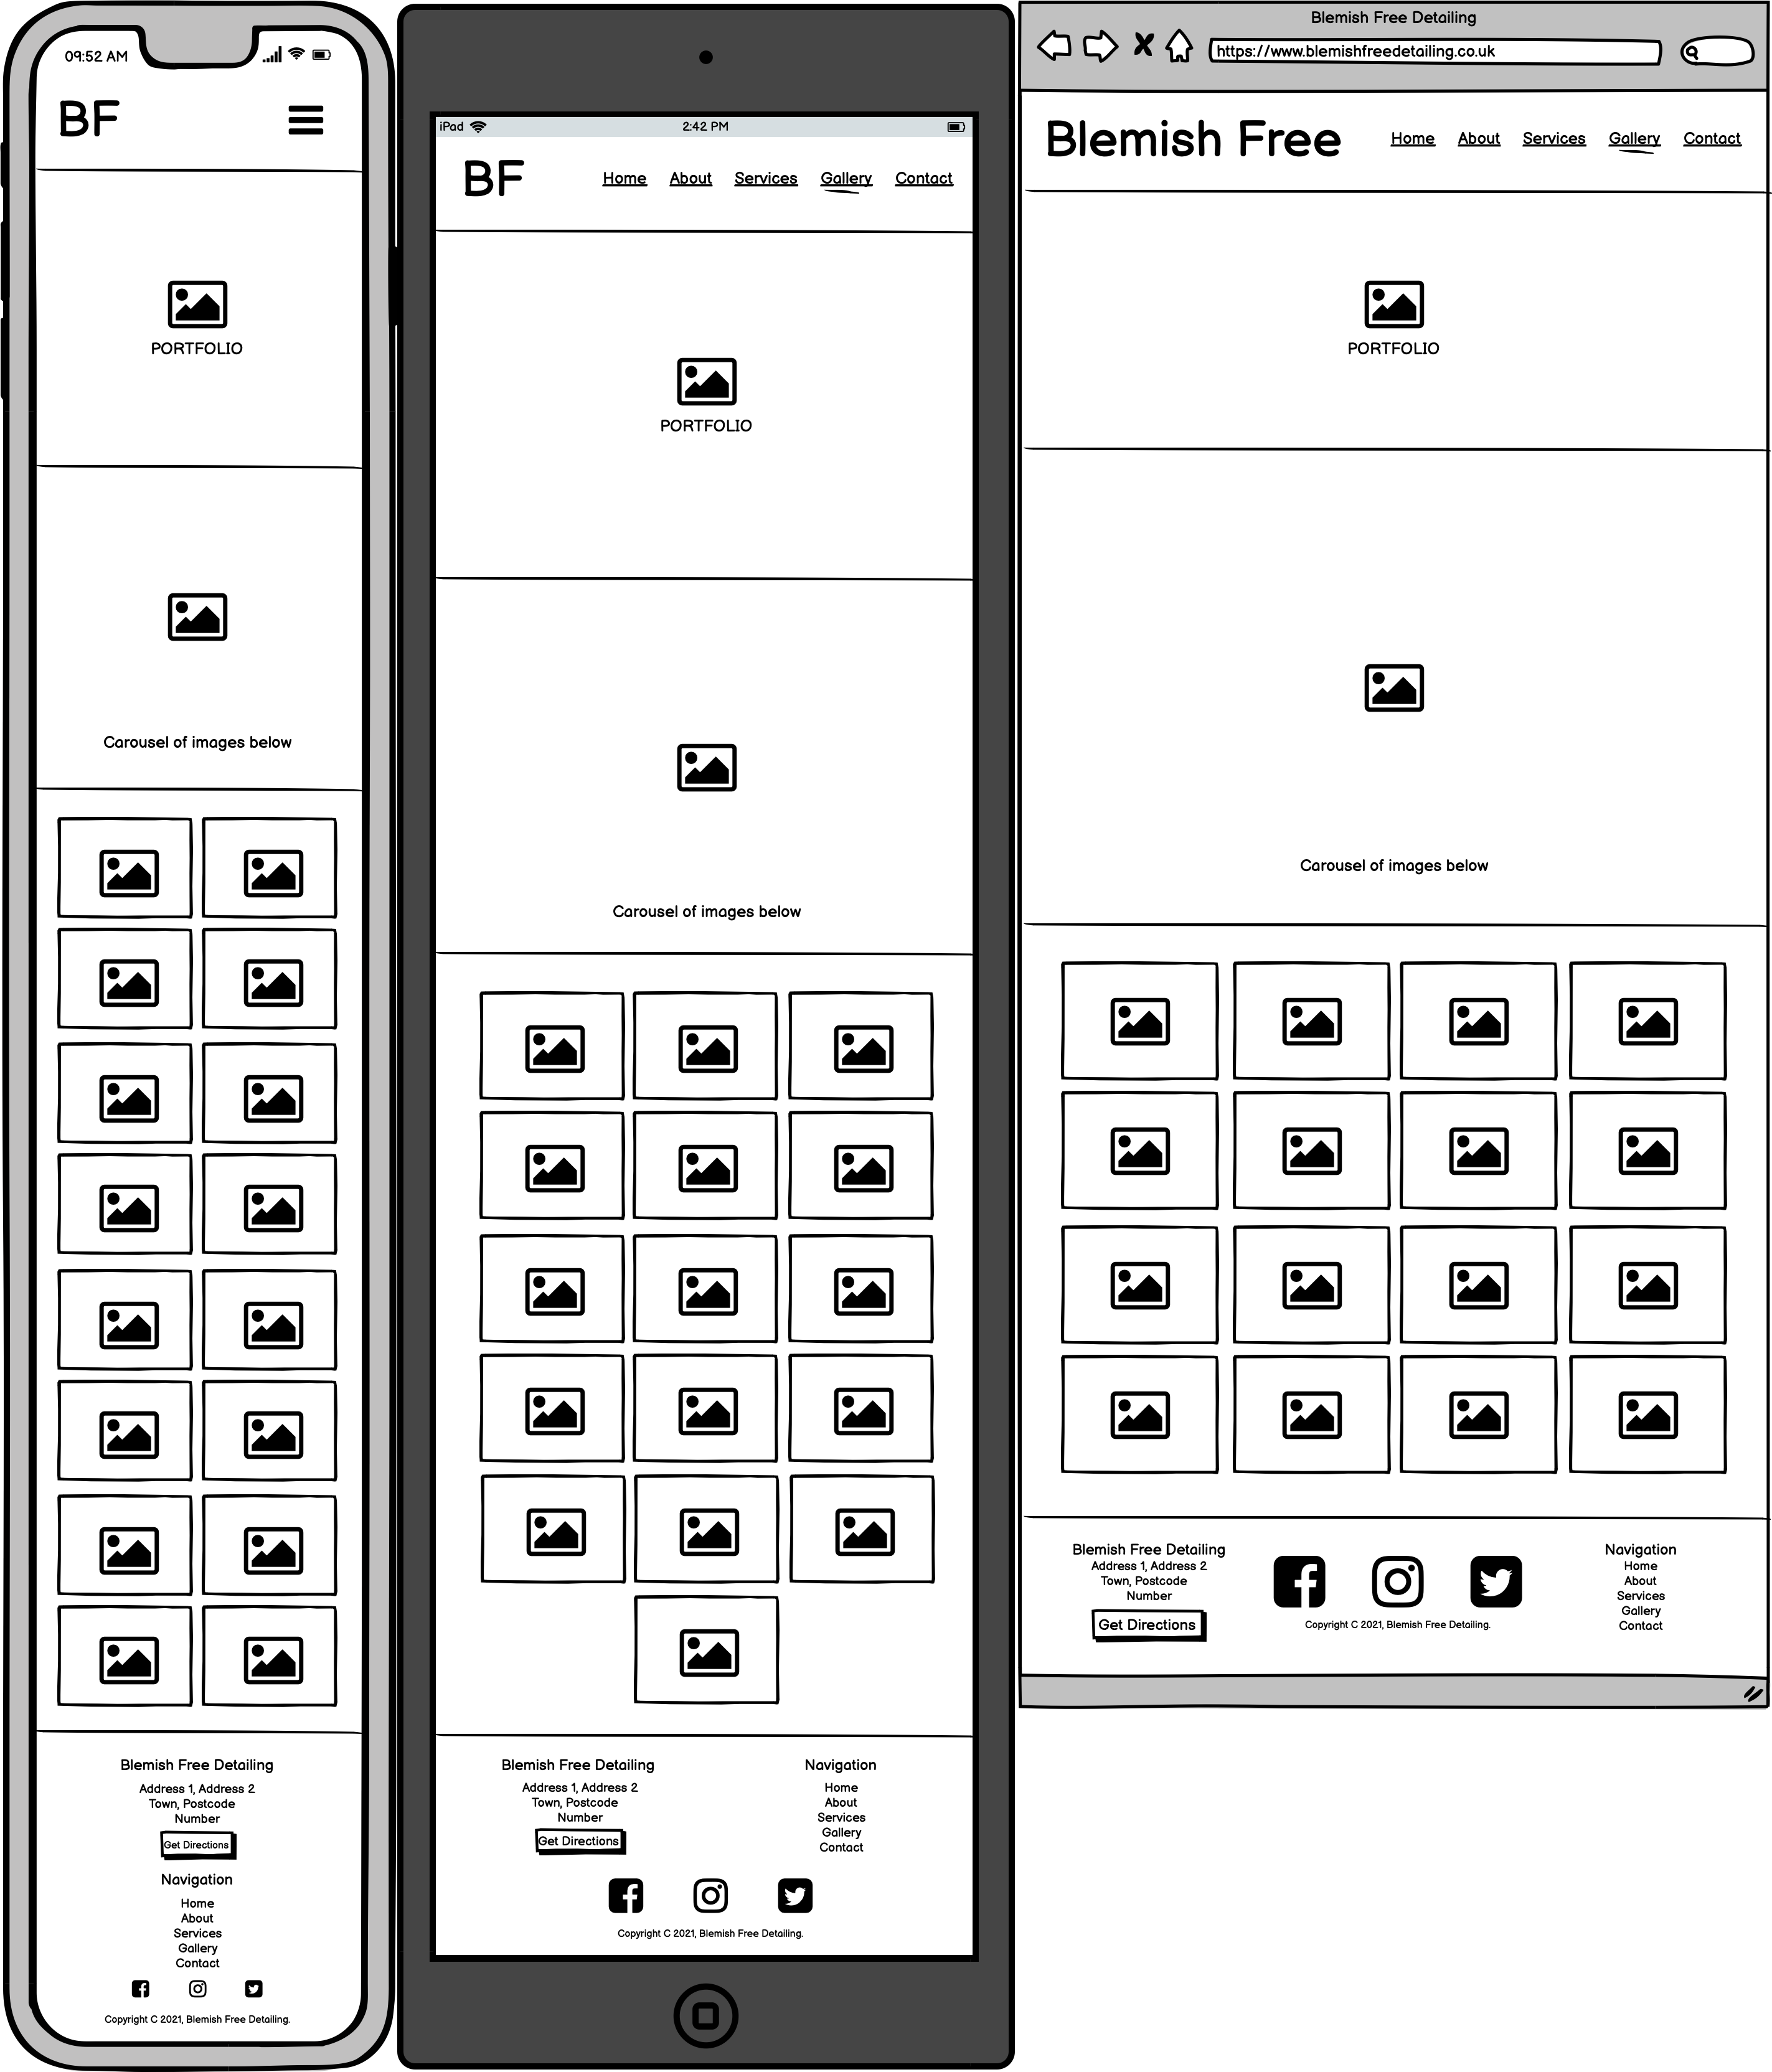 09:52 AM
BF
PORTFOLIO
Carousel of images below
Blemish Free Detailing
Address 1, Address 2
Town, Postcode
Number
Get Directions
Navigation
Home
About
Services
Gallery
Contact
Copyright C 2021, Blemish Free Detailing.
iPad 2:42 PM
BF Home About Services Gallery Contact
PORTFOLIO
Carousel of images below
Blemish Free Detailing
Address 1, Address 2
Town, Postcode
Number
Get Directions
Navigation
Home
About
Services
Gallery
Contact
Copyright C 2021, Blemish Free Detailing.
Blemish Free Detailing
https://www.blemishfreedetailing.co.uk
Blemish Free Home About Services Gallery Contact
PORTFOLIO
Carousel of images below
Blemish Free Detailing
Address 1, Address 2
Town, Postcode
Number
Get Directions
Copyright C 2021, Blemish Free Detailing.
Navigation
Home
About
Services
Gallery
Contact